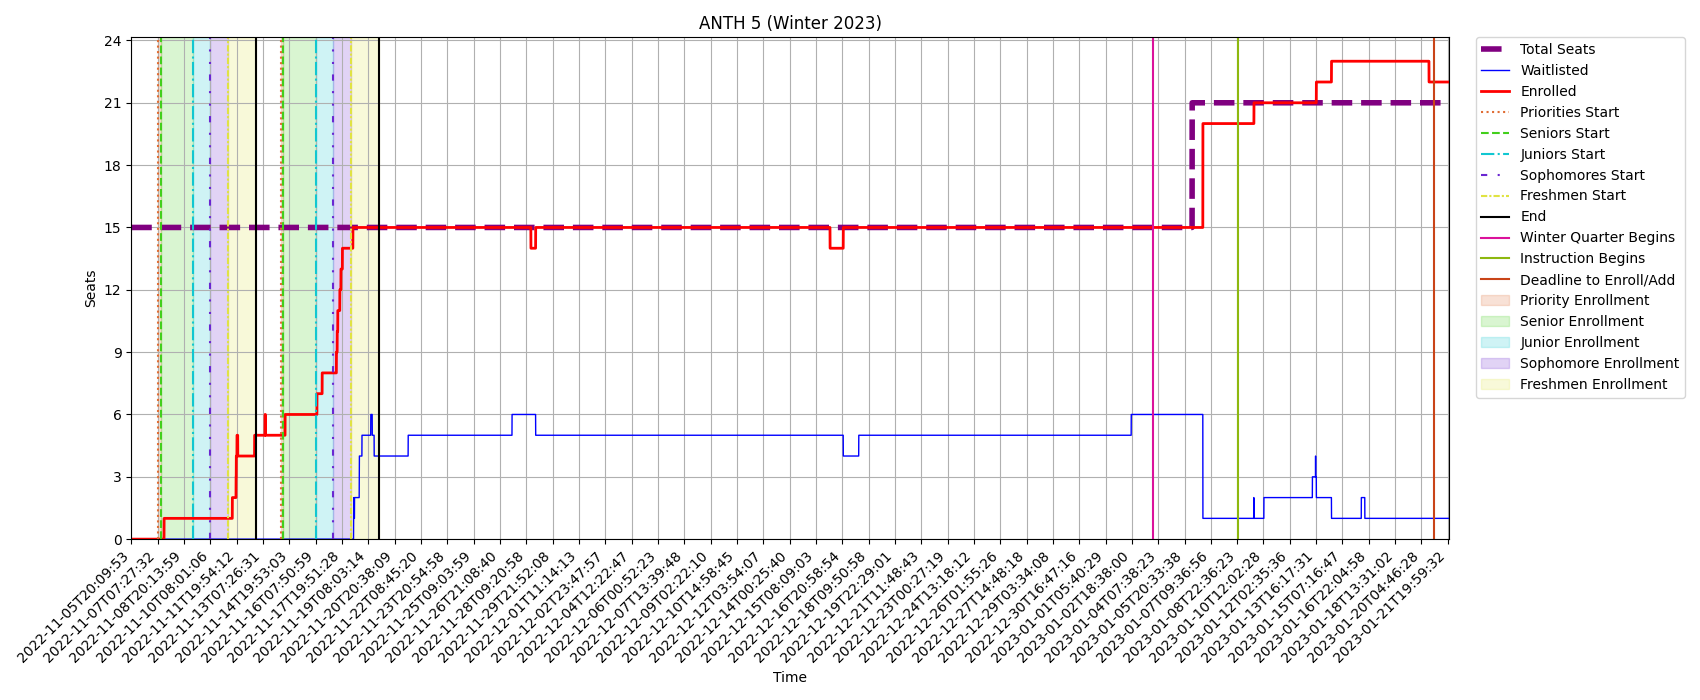 ANTH 5 (Winter 2023)
24
21
18
15
12
9
6
3
0
Seats
2022-11-05T20:09:53
2022-11-07T07:27:32
2022-11-08T20:13:59
2022-11-10T08:01:06
2022-11-11T19:54:12
2022-11-13T07:26:31
2022-11-14T19:53:03
2022-11-16T07:50:59
2022-11-17T19:51:28
2022-11-19T08:03:14
2022-11-20T20:38:09
2022-11-22T08:45:20
2022-11-23T20:54:58
2022-11-25T09:03:59
2022-11-26T21:08:40
2022-11-28T09:20:58
2022-11-29T21:52:08
2022-12-01T11:14:13
2022-12-02T23:47:57
2022-12-04T12:22:47
2022-12-06T00:52:23
2022-12-07T13:39:48
2022-12-09T02:22:10
2022-12-10T14:58:45
2022-12-12T03:54:07
2022-12-14T00:25:40
2022-12-15T08:09:03
2022-12-16T20:58:54
2022-12-18T09:50:58
2022-12-19T22:29:01
2022-12-21T11:48:43
2022-12-23T00:27:19
2022-12-24T13:18:12
2022-12-26T01:55:26
2022-12-27T14:48:18
2022-12-29T03:34:08
2022-12-30T16:47:16
2023-01-01T05:40:29
2023-01-02T18:38:00
2023-01-04T07:38:23
2023-01-05T20:33:38
2023-01-07T09:36:56
2023-01-08T22:36:23
2023-01-10T12:02:28
2023-01-12T02:35:36
2023-01-13T16:17:31
2023-01-15T07:16:47
2023-01-16T22:04:58
2023-01-18T13:31:02
2023-01-20T04:46:28
2023-01-21T19:59:32
Time
Total Seats
Waitlisted
Enrolled
Priorities Start
Seniors Start
Juniors Start
Sophomores Start
Freshmen Start
End
Winter Quarter Begins
Instruction Begins
Deadline to Enroll/Add
Priority Enrollment
Senior Enrollment
Junior Enrollment
Sophomore Enrollment
Freshmen Enrollment